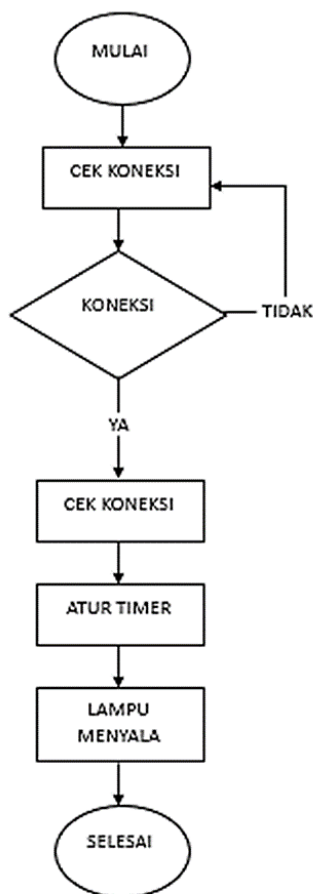 MULAI
CEK KONEKSI
KONEKSI
TIDAK
YA
CEK KONEKSI
ATUR TIMER
LAMPU
MENYALA
SELESAI